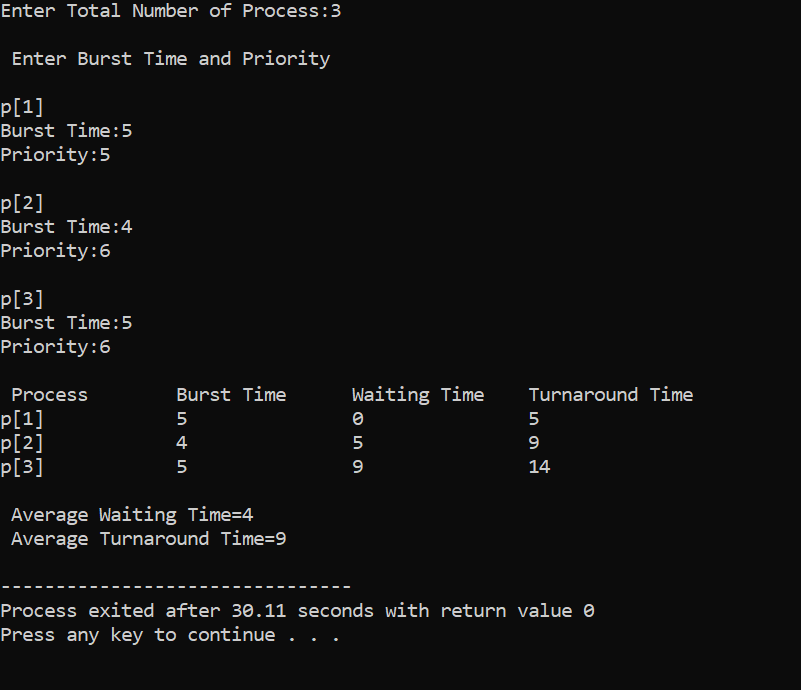 Enter Total Number of Process:3
Enter Burst Time and Priority
p[1]
Burst Time:5
Priority:5
p[2]
Burst Time:4
Priority:6
p[3]
Burst Time:5
Priority:6
Process Burst Time Waiting Time Turnaround Time
p[1] 5 0 5
p[2] 4 5 9
p[3] 5 9 14
Average Waiting Time=4
Average Turnaround Time=9
--------------------------------
Process exited after 30.11 seconds with return value 0
Press any key to continue . . .